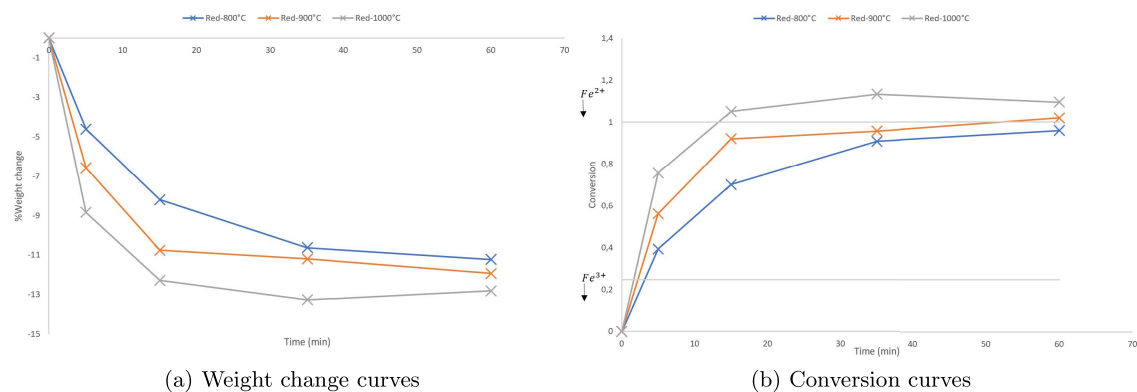 Red-800°C Red-900°C Red-1000°C
0 10 20 30 40 50 60 70
-1
-3
-5
-7
-9
-11
-13
-15
%Weight change
Time (min)
(a) Weight change curves
Red-800°C Red-900°C Red-1000°C
1,4
1,2
1
0,8
0,6
0,4
0,2
0
Fe²⁺
Fe³⁺
Conversion
0 10 20 30 40 50 60 70
Time (min)
(b) Conversion curves